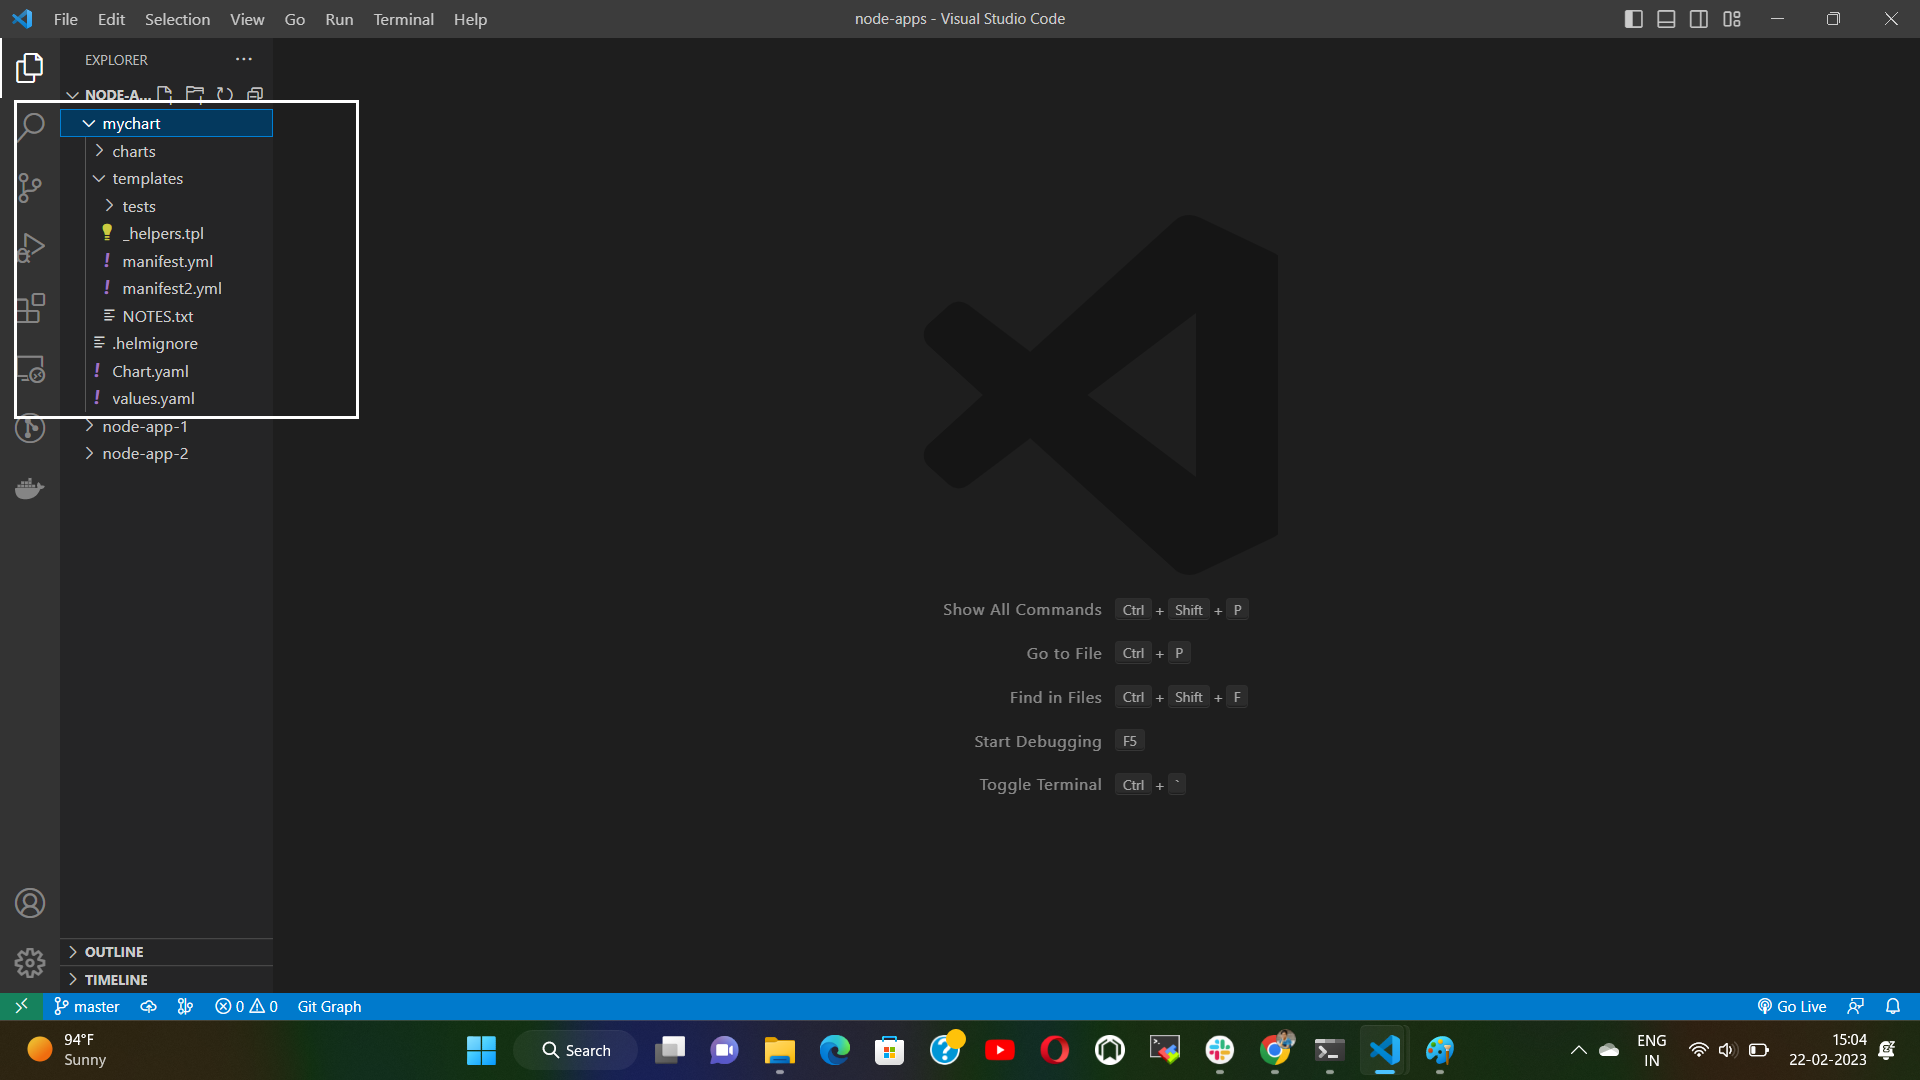 File Edit Selection View Go Run Terminal Help
node-apps - Visual Studio Code
EXPLORER
NODE-A...
mychart
charts
templates
tests
_helpers.tpl
! manifest.yml
! manifest2.yml
NOTES.txt
.helmignore
! Chart.yaml
! values.yaml
node-app-1
node-app-2
Show All Commands Ctrl + Shift + P
Go to File Ctrl + P
Find in Files Ctrl + Shift + F
Start Debugging F5
Toggle Terminal Ctrl + `
OUTLINE
TIMELINE
master 0 0 Git Graph Go Live
94°F
Sunny
Search
ENG
IN
15:04
22-02-2023